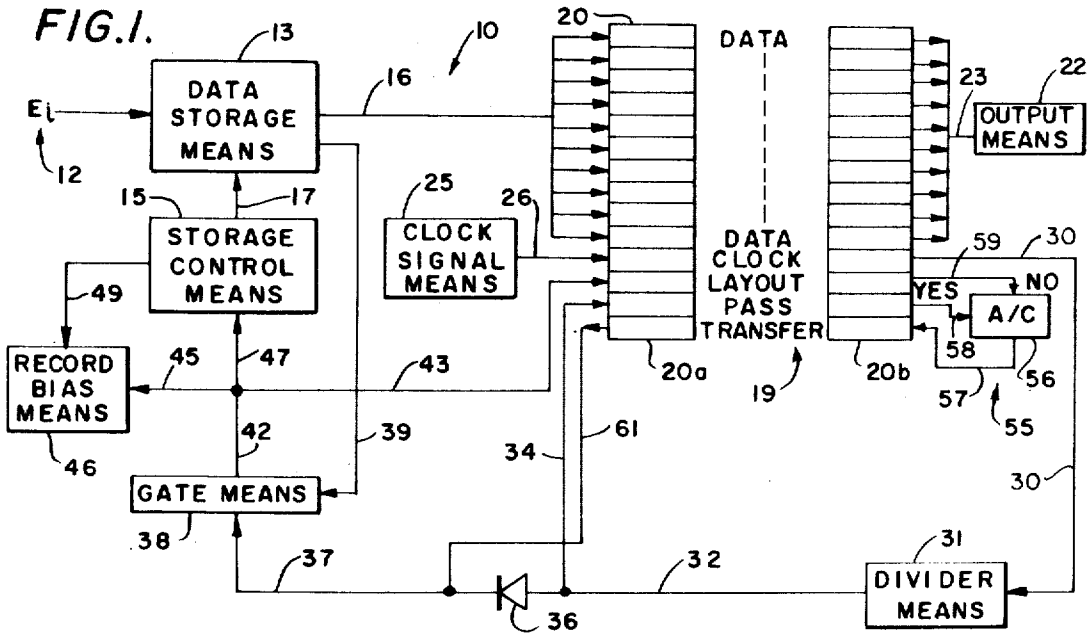 FIG.1.
13
10
20
DATA
22
Ei
12
DATA
STORAGE
MEANS
16
23
OUTPUT
MEANS
15
17
25
26
STORAGE
CONTROL
MEANS
CLOCK
SIGNAL
MEANS
DATA
CLOCK
LAYOUT
PASS
TRANSFER
59
30
YES
NO
A/C
49
58
RECORD
BIAS
MEANS
45
47
43
20a
19
20b
57
56
55
46
42
39
34
61
30
GATE MEANS
38
37
36
32
31
DIVIDER
MEANS